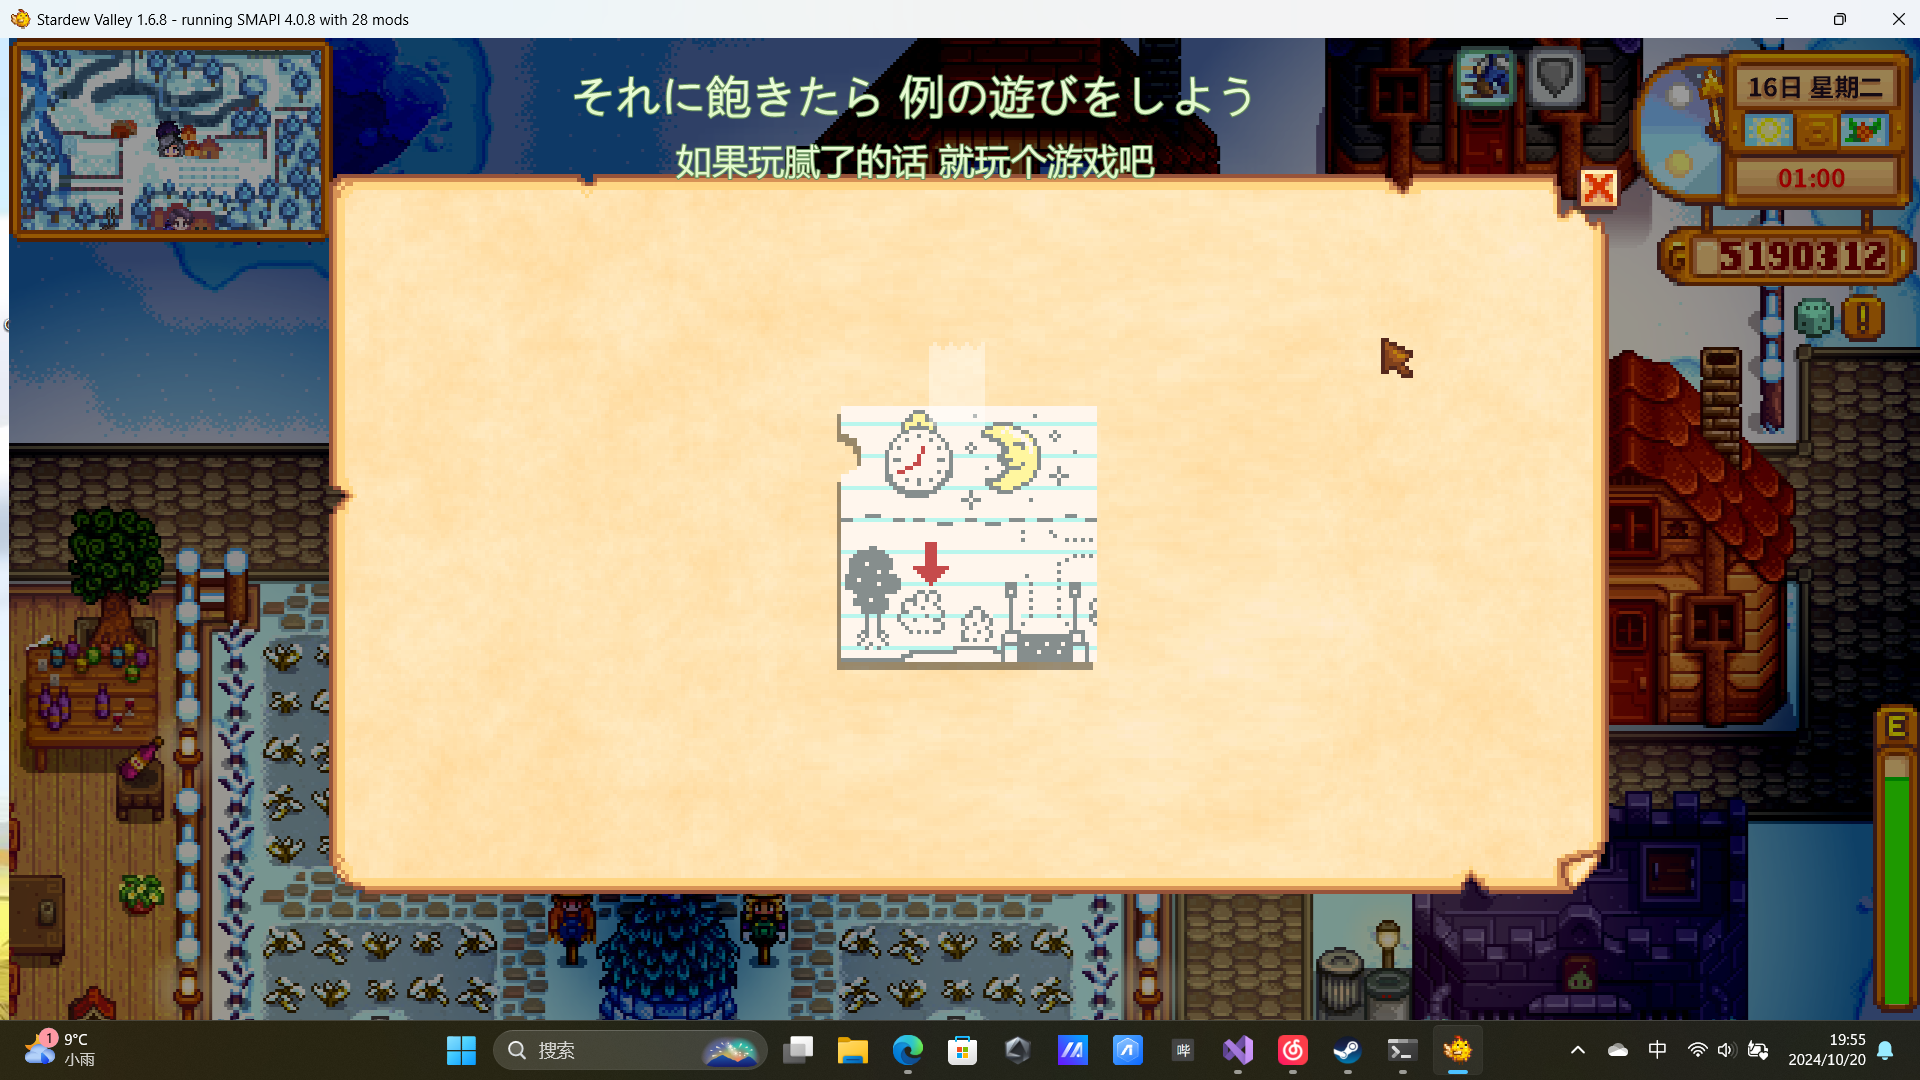 Stardew Valley 1.6.8 - running SMAPI 4.0.8 with 28 mods
それに飽きたら 例の遊びをしよう
如果玩腻了的话 就玩个游戏吧
16日 星期二
01:00
G 5190312
E
1
9°C
小雨
搜索
哔
中
19:55
2024/10/20